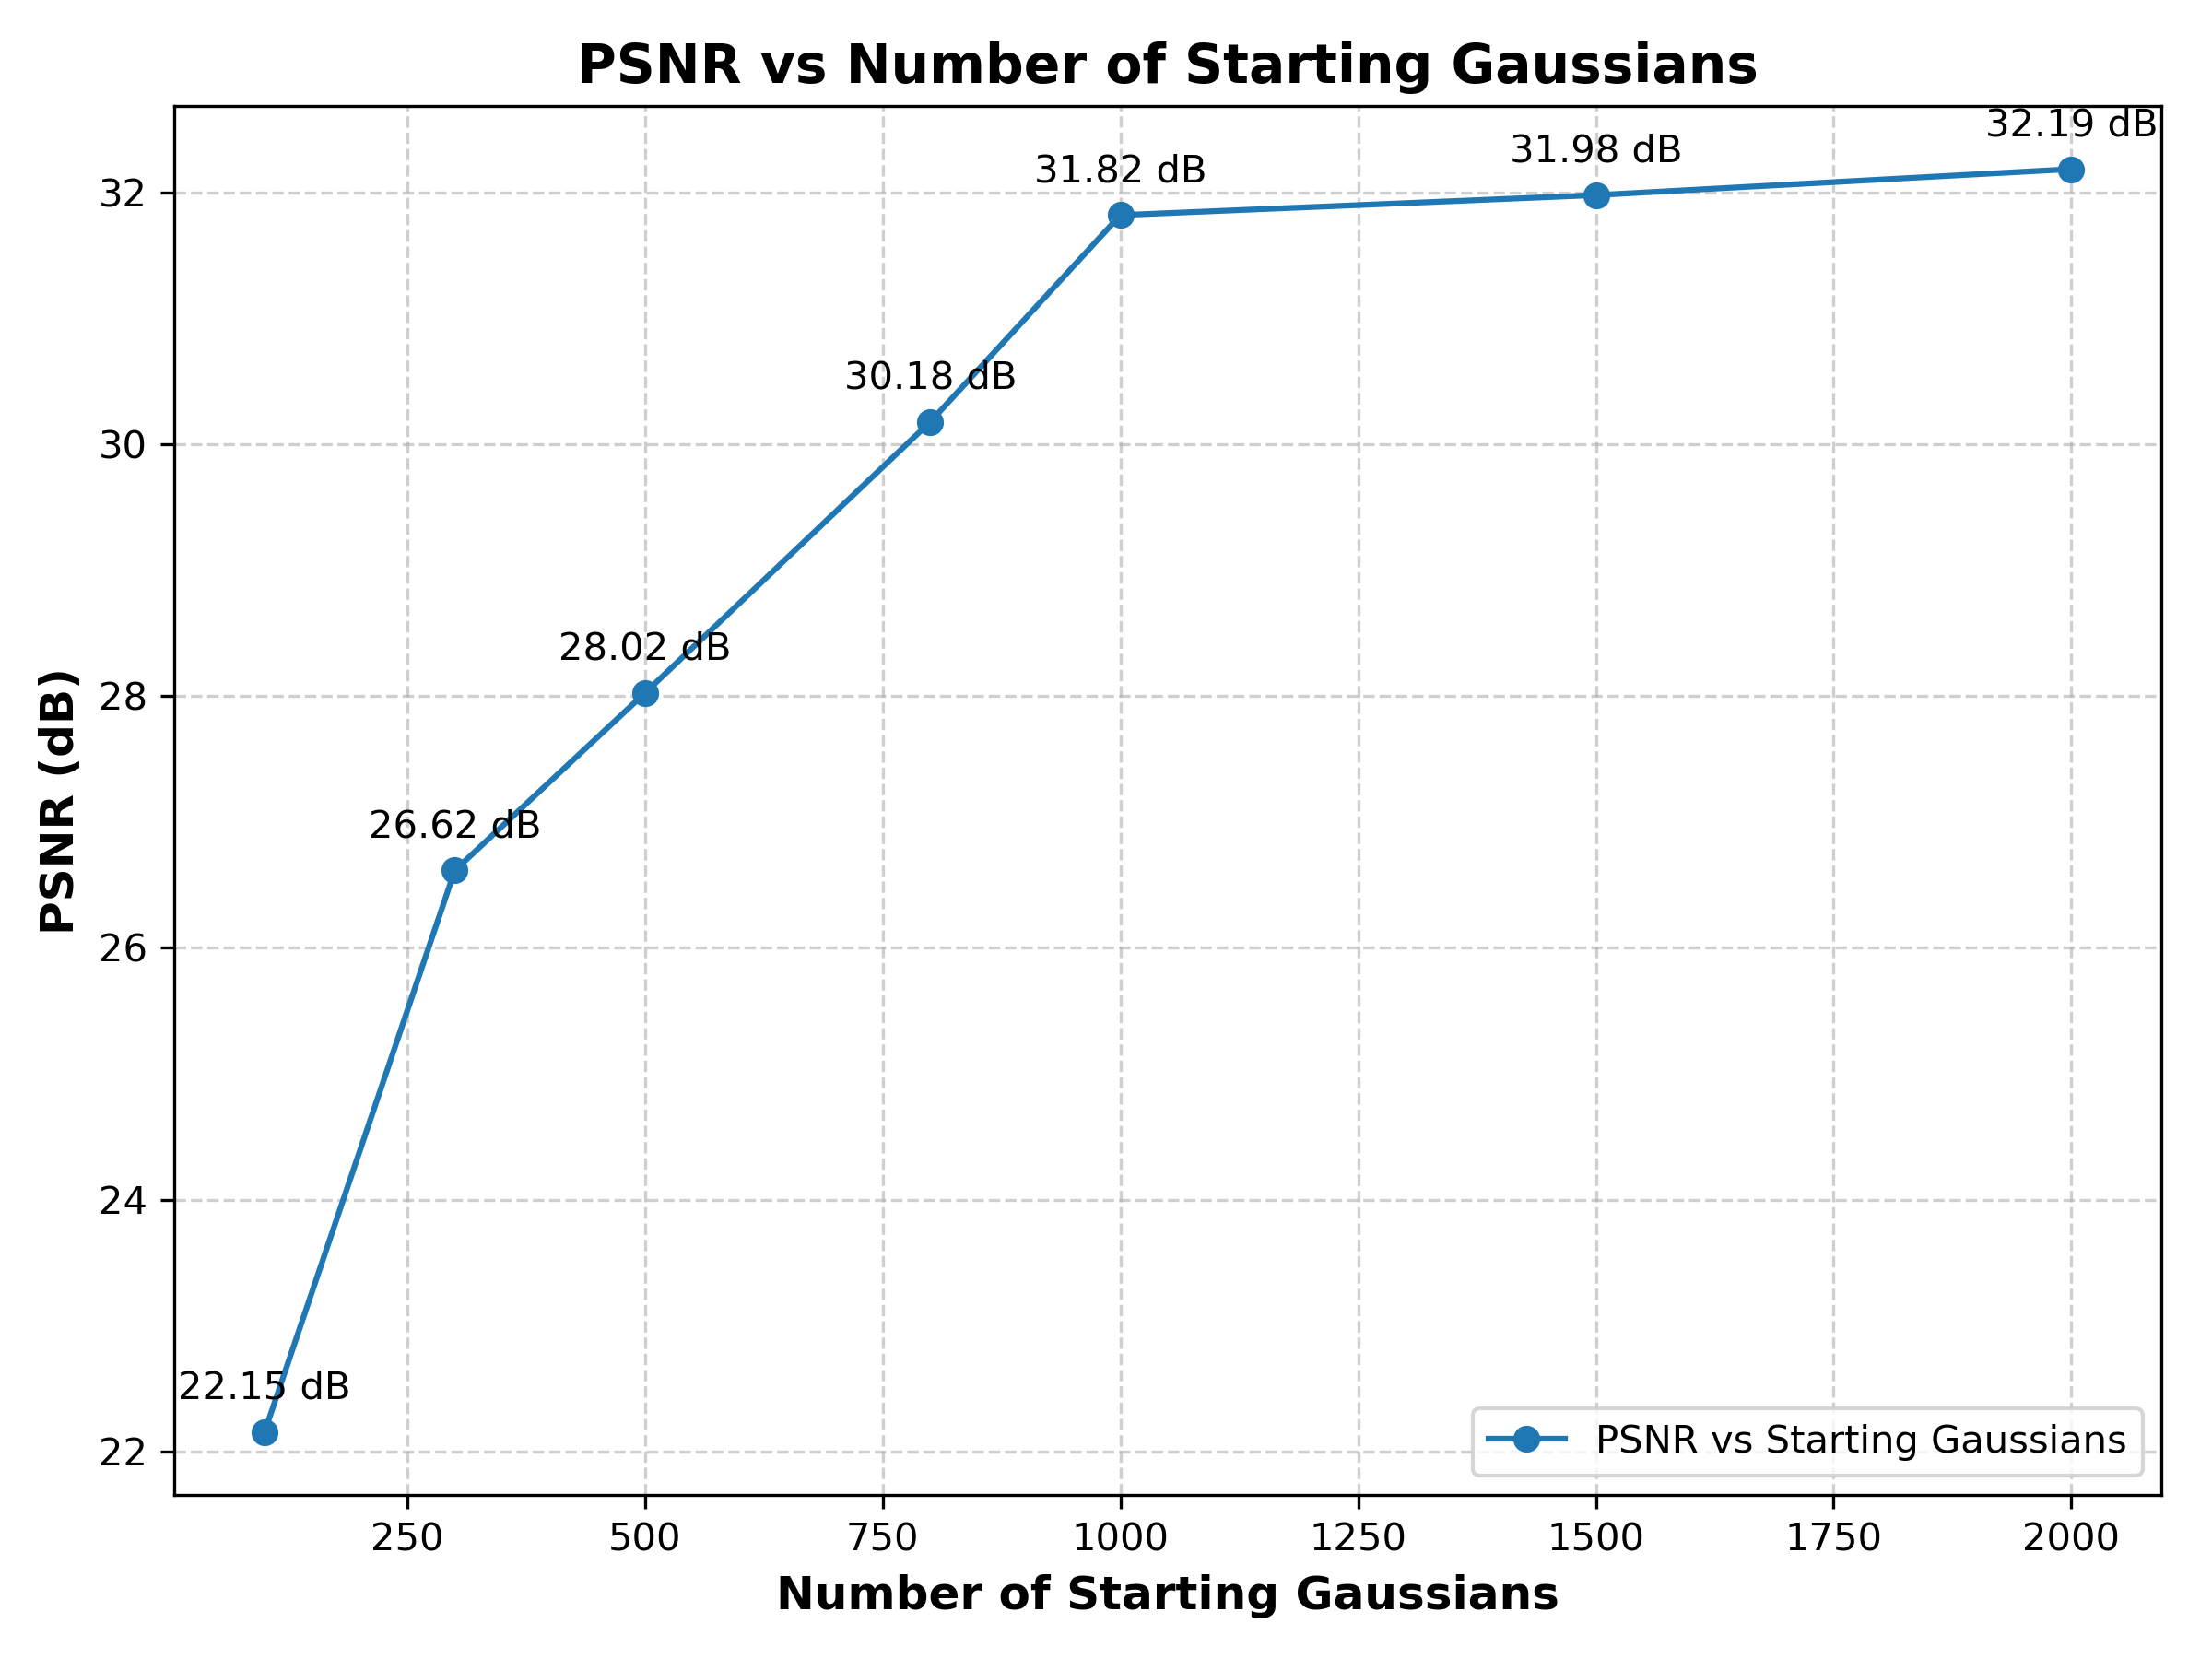 PSNR vs Number of Starting Gaussians
32.19 dB
31.98 dB
31.82 dB
30.18 dB
28.02 dB
26.62 dB
22.15 dB
32
30
28
26
24
22
PSNR (dB)
PSNR vs Starting Gaussians
250 500 750 1000 1250 1500 1750 2000
Number of Starting Gaussians